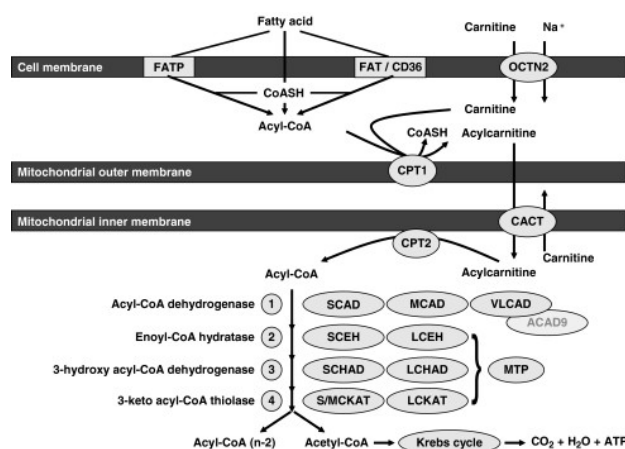 Fatty acid
Carnitine Na+
Cell membrane FATP FAT / CD36 OCTN2
CoASH
Carnitine
Acyl-CoA CoASH Acylcarnitine
Mitochondrial outer membrane CPT1
Mitochondrial inner membrane CACT
CPT2
Carnitine
Acyl-CoA Acylcarnitine
Acyl-CoA dehydrogenase 1 SCAD MCAD VLCAD
ACAD9
Enoyl-CoA hydratase 2 SCEH LCEH
3-hydroxy acyl-CoA dehydrogenase 3 SCHAD LCHAD MTP
3-keto acyl-CoA thiolase 4 S/MCKAT LCKAT
Acyl-CoA (n-2) Acetyl-CoA Krebs cycle CO2 + H2O + ATP